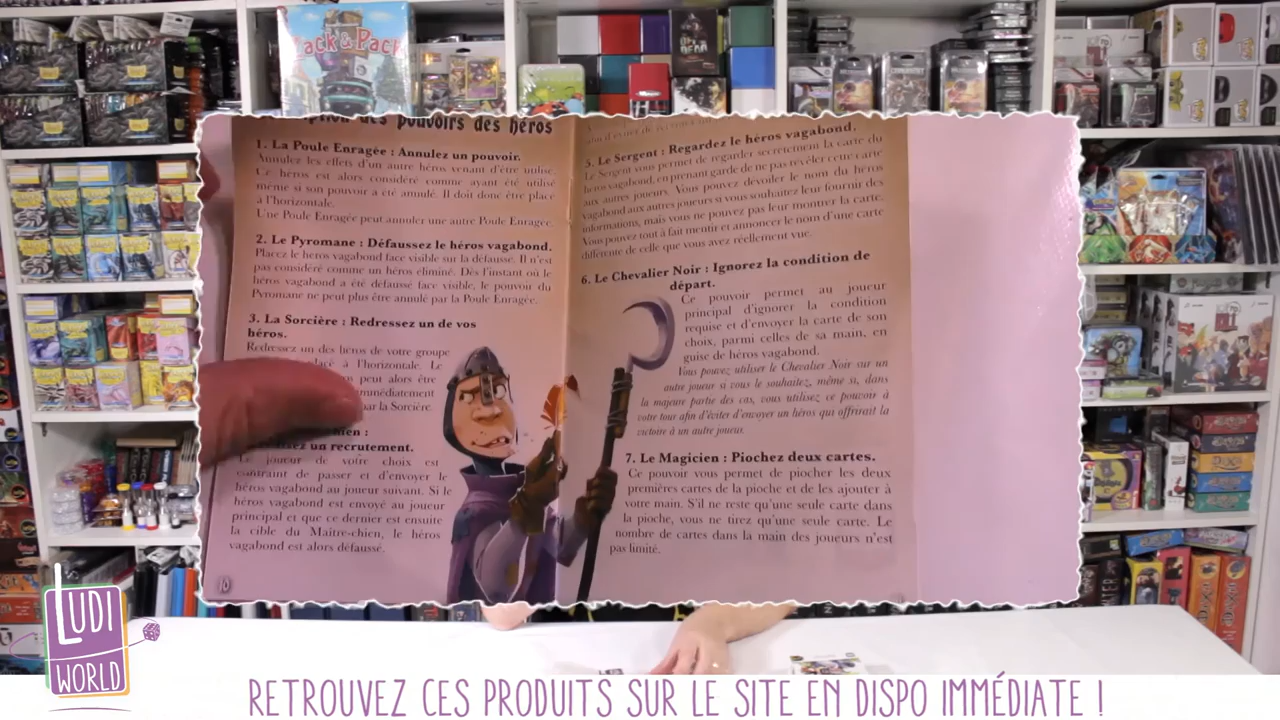 Pack & Pack
des pouvoirs des héros
1. La Poule Enragée : Annulez un pouvoir.
Annulez les effets d'un autre héros venant d'être utilisé.
Ce héros est alors considéré comme ayant été utilisé
même si son pouvoir a été annulé. Il doit donc être placé
à l'horizontale.
Une Poule Enragée peut annuler une autre Poule Enragée.
2. Le Pyromane : Défaussez le héros vagabond.
Placez le héros vagabond face visible sur la défausse. Il n'est
pas considéré comme un héros éliminé. Dès l'instant où le
héros vagabond a été défaussé face visible, le pouvoir du
Pyromane ne peut plus être annulé par la Poule Enragée.
3. La Sorcière : Redressez un de vos
héros.
Redressez un des héros de votre groupe
placé à l'horizontale. Le
peut alors être
immédiatement
par la Sorcière.
un recrutement.
Le joueur de votre choix est
contraint de passer et d'envoyer le
héros vagabond au joueur suivant. Si le
héros vagabond est envoyé au joueur
principal et que ce dernier est ensuite
la cible du Maître-chien, le héros
vagabond est alors défaussé.
10
5. Le Sergent : Regardez le héros vagabond.
Le Sergent vous permet de regarder secrètement la carte du
héros vagabond, en prenant garde de ne pas révéler cette carte
aux autres joueurs. Vous pouvez dévoiler le nom du héros
vagabond aux autres joueurs si vous souhaitez leur fournir des
informations, mais vous ne pouvez pas leur montrer la carte.
Vous pouvez tout à fait mentir et annoncer le nom d'une carte
différente de celle que vous avez réellement vue.
6. Le Chevalier Noir : Ignorez la condition de
départ.
Ce pouvoir permet au joueur
principal d'ignorer la condition
requise et d'envoyer la carte de son
choix, parmi celles de sa main, en
guise de héros vagabond.
Vous pouvez utiliser le Chevalier Noir sur un
autre joueur si vous le souhaitez, même si, dans
la majeure partie des cas, vous utilisez ce pouvoir à
votre tour afin d'éviter d'envoyer un héros qui offrirait la
victoire à un autre joueur.
7. Le Magicien : Piochez deux cartes.
Ce pouvoir vous permet de piocher les deux
premières cartes de la pioche et de les ajouter à
votre main. S'il ne reste qu'une seule carte dans
la pioche, vous ne tirez qu'une seule carte. Le
nombre de cartes dans la main des joueurs n'est
pas limité.
LUDI
WORLD
RETROUVEZ CES PRODUITS SUR LE SITE EN DISPO IMMÉDIATE !